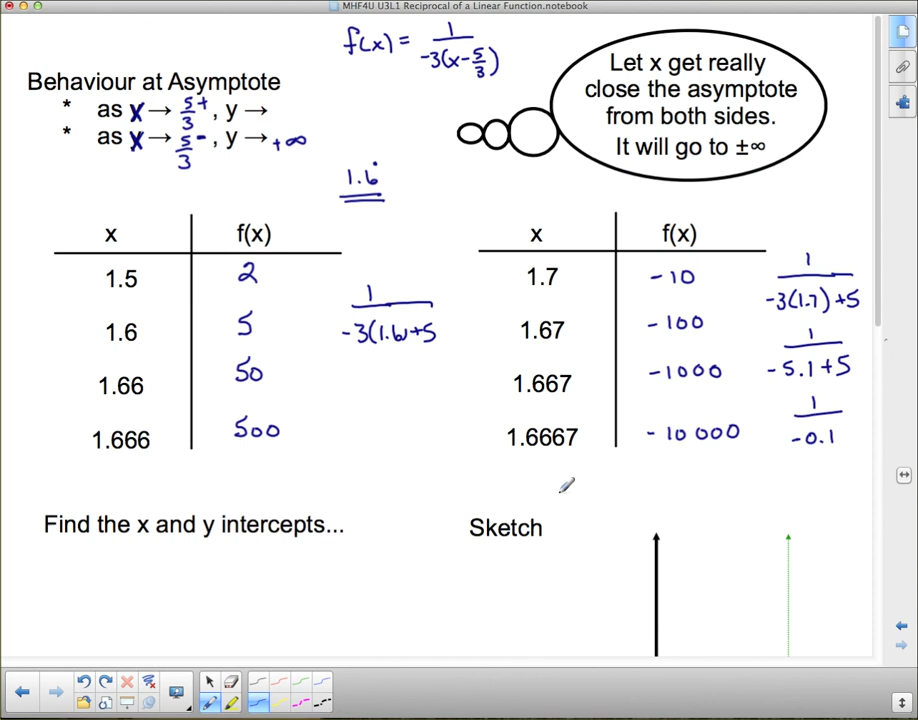 MHF4U U3L1 Reciprocal of a Linear Function.notebook
f(x) = 1/(-3(x-5/3))
Behaviour at Asymptote
* as x → 5/3+, y →
* as x → 5/3-, y → +∞
Let x get really
close the asymptote
from both sides.
It will go to ±∞
1.6̇
x f(x)
1.5 2
1.6 5
1.66 50
1.666 500
1/(-3(1.6)+5
x f(x)
1.7 -10
1.67 -100
1.667 -1000
1.6667 -10 000
1/(-3(1.7)+5
1/(-5.1+5
1/(-0.1
Find the x and y intercepts...
Sketch